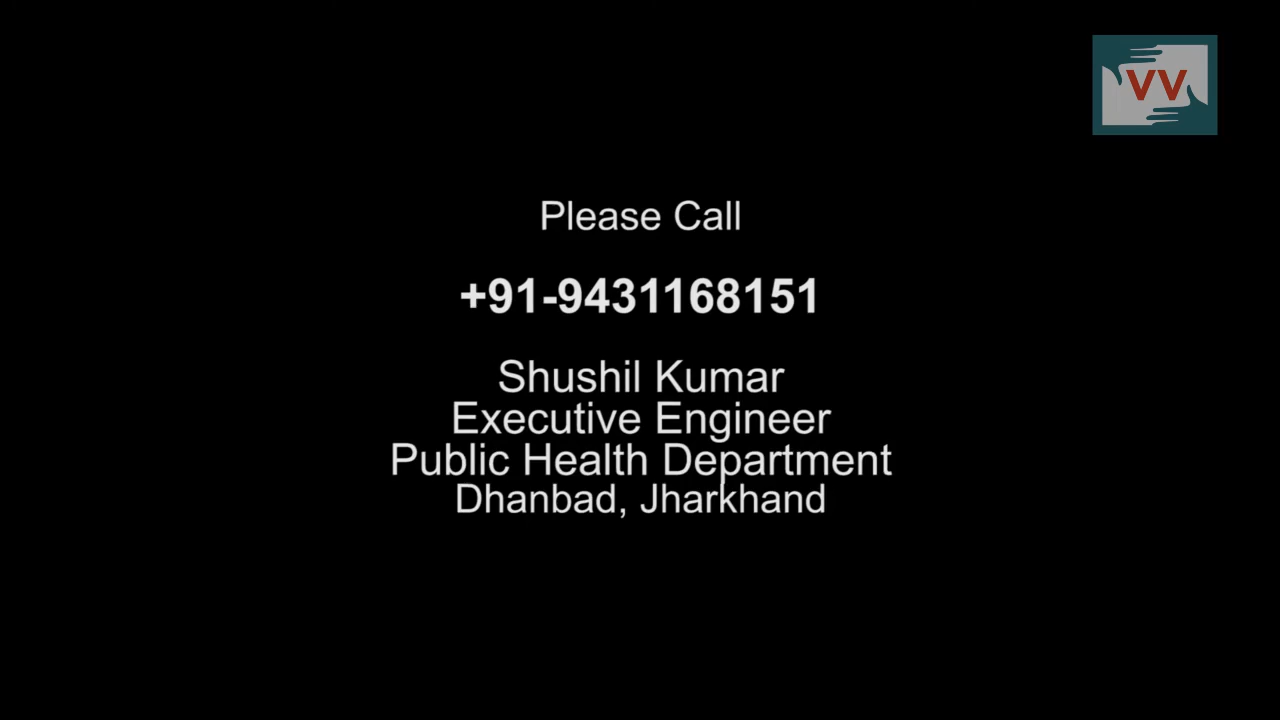 VV
Please Call
+91-9431168151
Shushil Kumar
Executive Engineer
Public Health Department
Dhanbad, Jharkhand